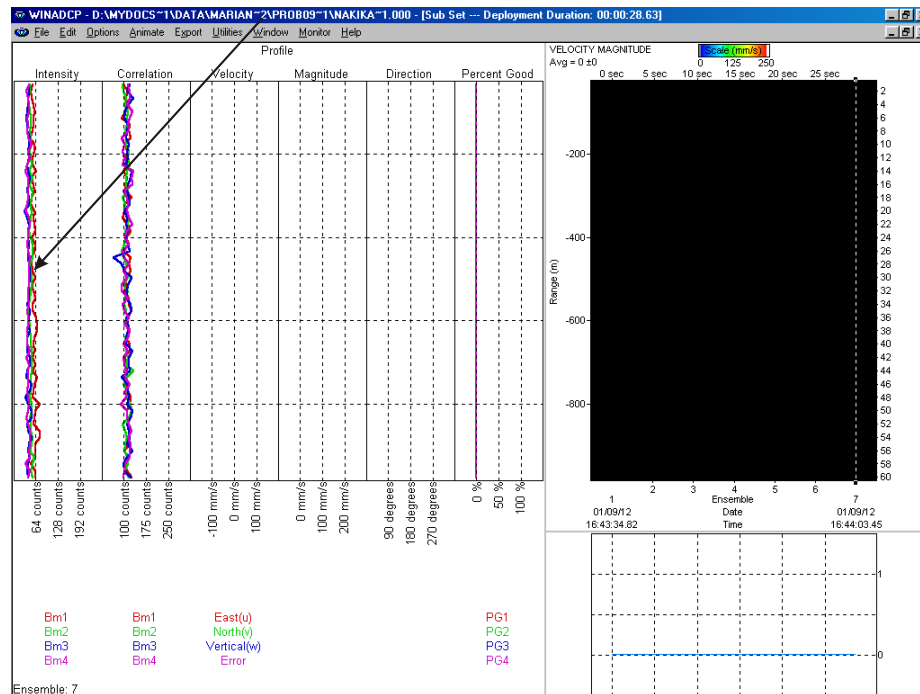 WINADCP - D:\MYDOCS~1\DATA\MARIAN~2\PROB09~1\NAKIKA~1.000 - [Sub Set --- Deployment Duration: 00:00:28.63]
File Edit Options Animate Export Utilities Window Monitor Help
Profile
Intensity Correlation Velocity Magnitude Direction Percent Good
-200
-400
-600
-800
64 counts
128 counts
192 counts
100 counts
175 counts
250 counts
-100 mm/s
0 mm/s
100 mm/s
0 mm/s
100 mm/s
200 mm/s
90 degrees
180 degrees
270 degrees
0 %
50 %
100 %
Bm1 Bm1 East(u) PG1
Bm2 Bm2 North(v) PG2
Bm3 Bm3 Vertical(w) PG3
Bm4 Bm4 Error PG4
Ensemble: 7
VELOCITY MAGNITUDE
Avg = 0 ±0
Scale (mm/s)
0 125 250
0 sec 5 sec 10 sec 15 sec 20 sec 25 sec
Range (m)
2
4
6
8
10
12
14
16
18
20
22
24
26
28
30
32
34
36
38
40
42
44
46
48
50
52
54
56
58
60
1 2 3 4 5 6 7
Ensemble
01/09/12 Date 01/09/12
16:43:34.82 Time 16:44:03.45
1
0